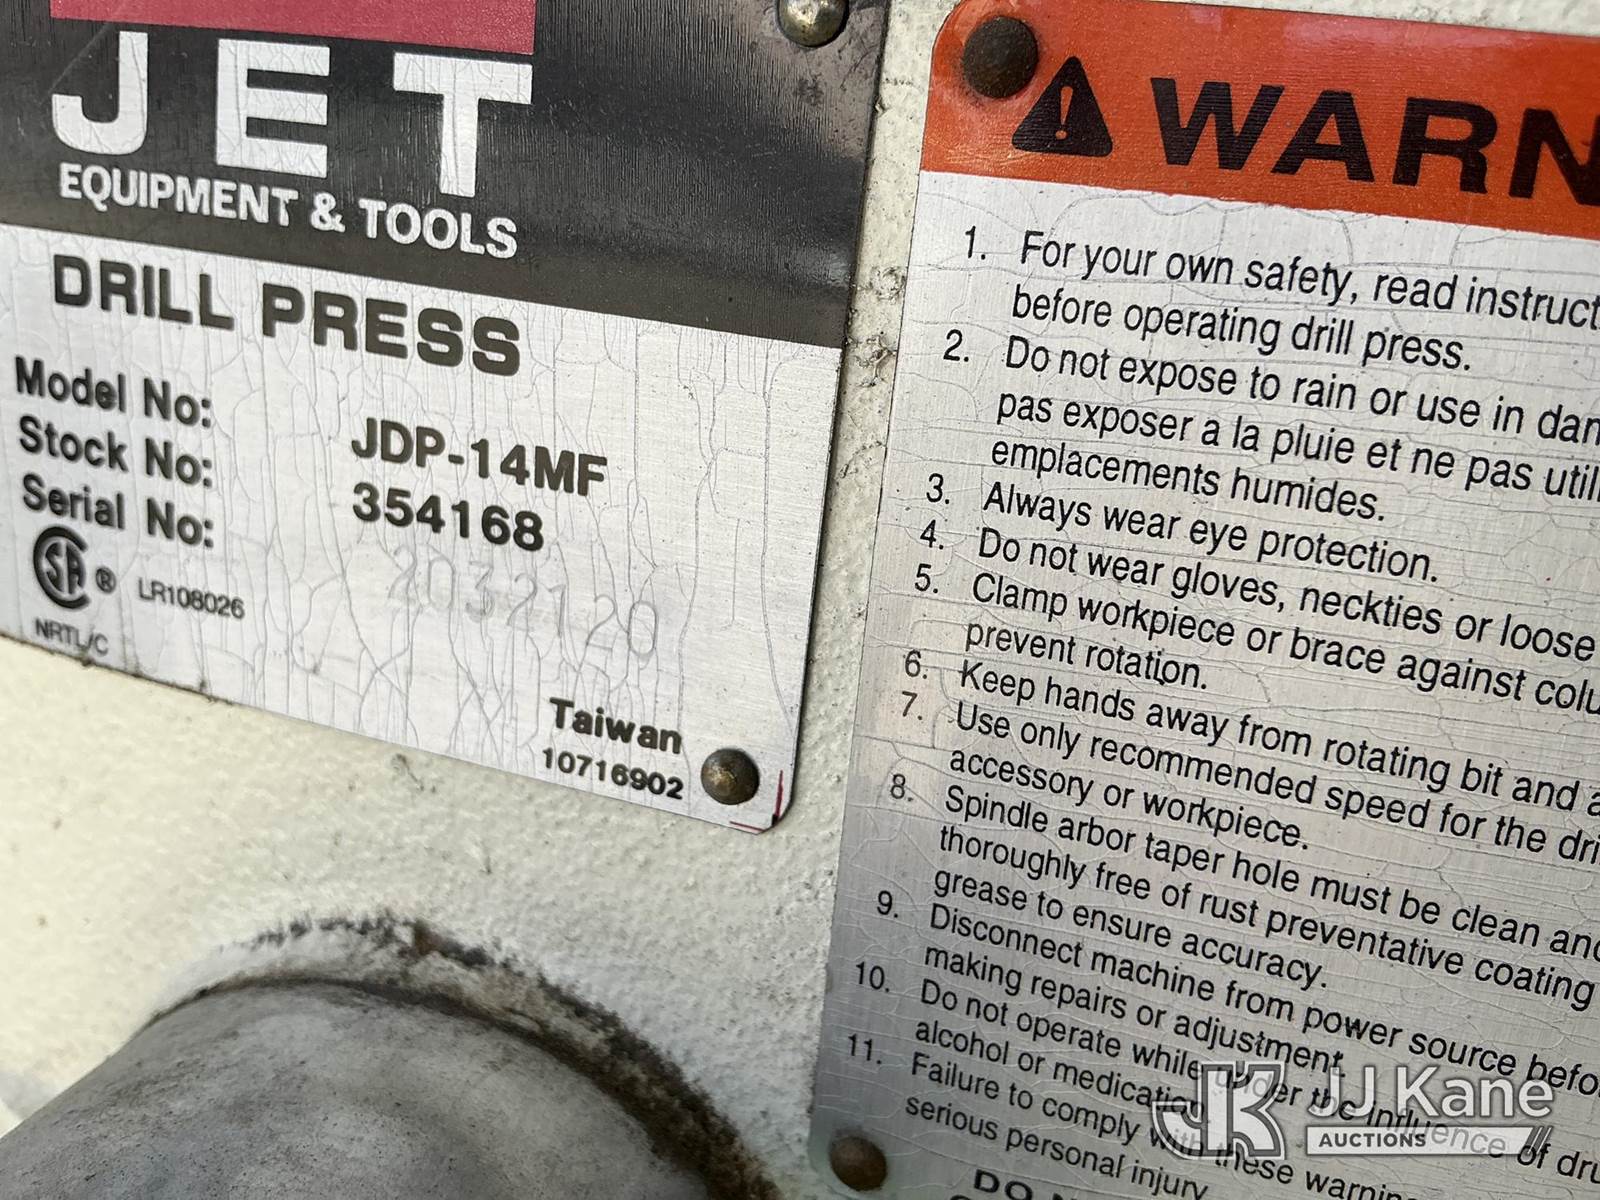 JET
EQUIPMENT & TOOLS
DRILL PRESS
Model No: JDP-14MF
Stock No: 354168
Serial No: 2032120
SA ® LR108026
NRTL/C
Taiwan
10716902
WARN
1. For your own safety, read instruct
before operating drill press.
2. Do not expose to rain or use in dam
pas exposer a la pluie et ne pas utili
emplacements humides.
3. Always wear eye protection.
4. Do not wear gloves, neckties or loose
5. Clamp workpiece or brace against colu
prevent rotation.
6. Keep hands away from rotating bit and a
7. Use only recommended speed for the dri
accessory or workpiece.
8. Spindle arbor taper hole must be clean and
thoroughly free of rust preventative coating
grease to ensure accuracy.
9. Disconnect machine from power source befo
making repairs or adjustment.
10. Do not operate while under the influence of dru
alcohol or medication
11. Failure to comply with these warnin
serious personal injury
DO N
JK JJ Kane
AUCTIONS